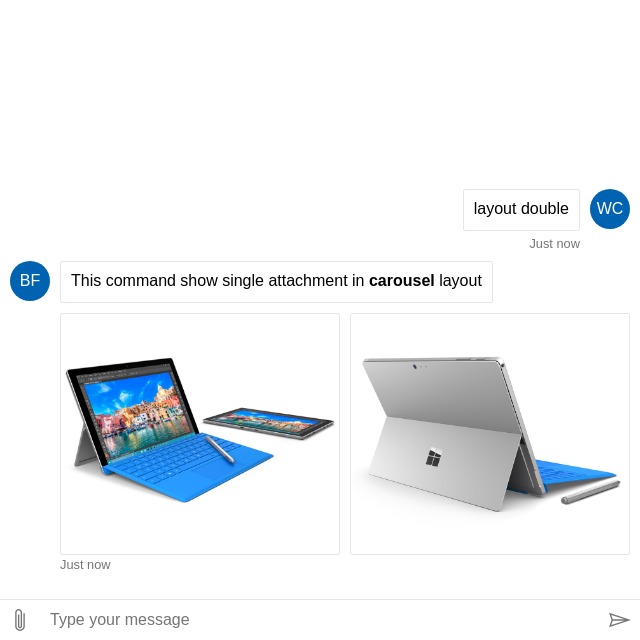 layout double
WC
Just now
BF
This command show single attachment in carousel layout
Just now
Type your message